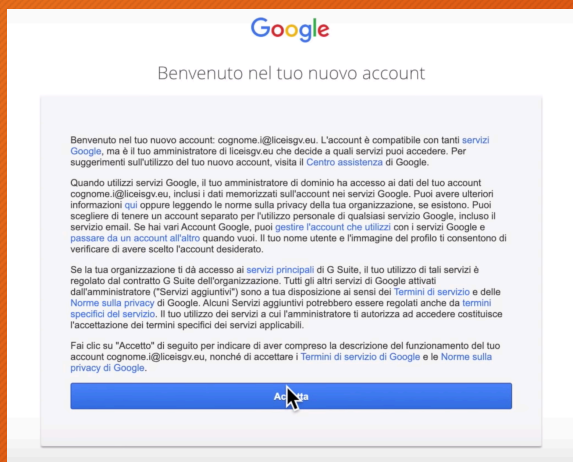 Google
Benvenuto nel tuo nuovo account
Benvenuto nel tuo nuovo account: cognome.i@liceisgv.eu. L'account è compatibile con tanti servizi
Google, ma è il tuo amministratore di liceisgv.eu che decide a quali servizi puoi accedere. Per
suggerimenti sull'utilizzo del tuo nuovo account, visita il Centro assistenza di Google.
Quando utilizzi servizi Google, il tuo amministratore di dominio ha accesso ai dati del tuo account
cognome.i@liceisgv.eu, inclusi i dati memorizzati sull'account nei servizi Google. Puoi avere ulteriori
informazioni qui oppure leggendo le norme sulla privacy della tua organizzazione, se esistono. Puoi
scegliere di tenere un account separato per l'utilizzo personale di qualsiasi servizio Google, incluso il
servizio email. Se hai vari Account Google, puoi gestire l'account che utilizzi con i servizi Google e
passare da un account all'altro quando vuoi. Il tuo nome utente e l'immagine del profilo ti consentono di
verificare di avere scelto l'account desiderato.
Se la tua organizzazione ti dà accesso ai servizi principali di G Suite, il tuo utilizzo di tali servizi è
regolato dal contratto G Suite dell'organizzazione. Tutti gli altri servizi di Google attivati
dall'amministratore ("Servizi aggiuntivi") sono a tua disposizione ai sensi dei Termini di servizio e delle
Norme sulla privacy di Google. Alcuni Servizi aggiuntivi potrebbero essere regolati anche da termini
specifici del servizio. Il tuo utilizzo dei servizi a cui l'amministratore ti autorizza ad accedere costituisce
l'accettazione dei termini specifici dei servizi applicabili.
Fai clic su "Accetto" di seguito per indicare di aver compreso la descrizione del funzionamento del tuo
account cognome.i@liceisgv.eu, nonché di accettare i Termini di servizio di Google e le Norme sulla
privacy di Google.
Accetta